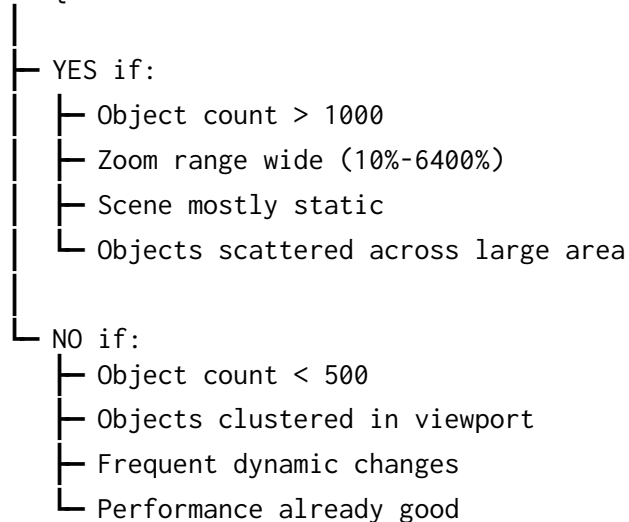 YES if:
Object count > 1000
Zoom range wide (10%-6400%)
Scene mostly static
Objects scattered across large area
NO if:
Object count < 500
Objects clustered in viewport
Frequent dynamic changes
Performance already good